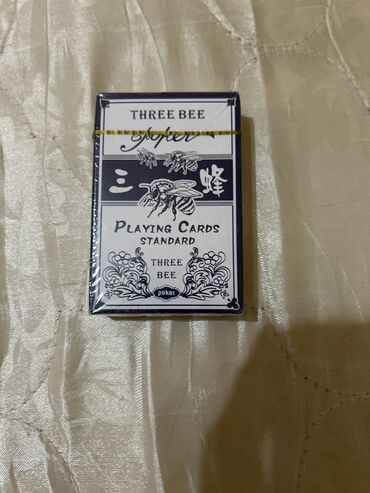 THREE BEE
poker
三 蜂
PLAYING CARDS
STANDARD
THREE
BEE
poker